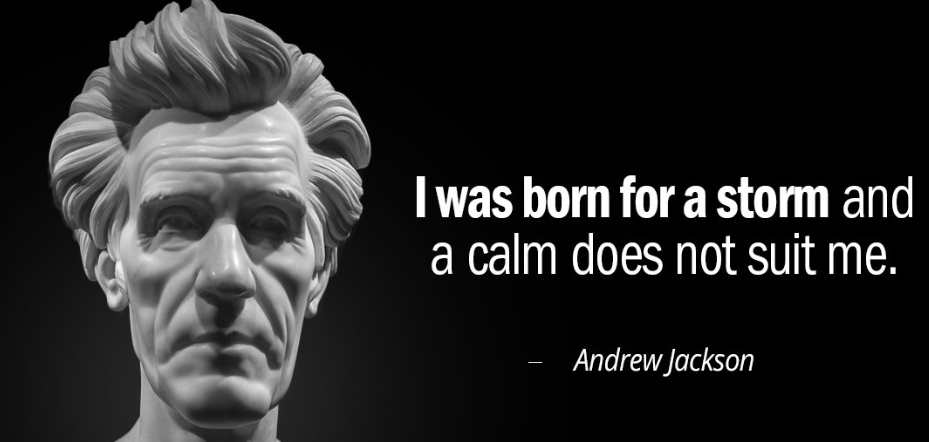 I was born for a storm and
a calm does not suit me.
– Andrew Jackson